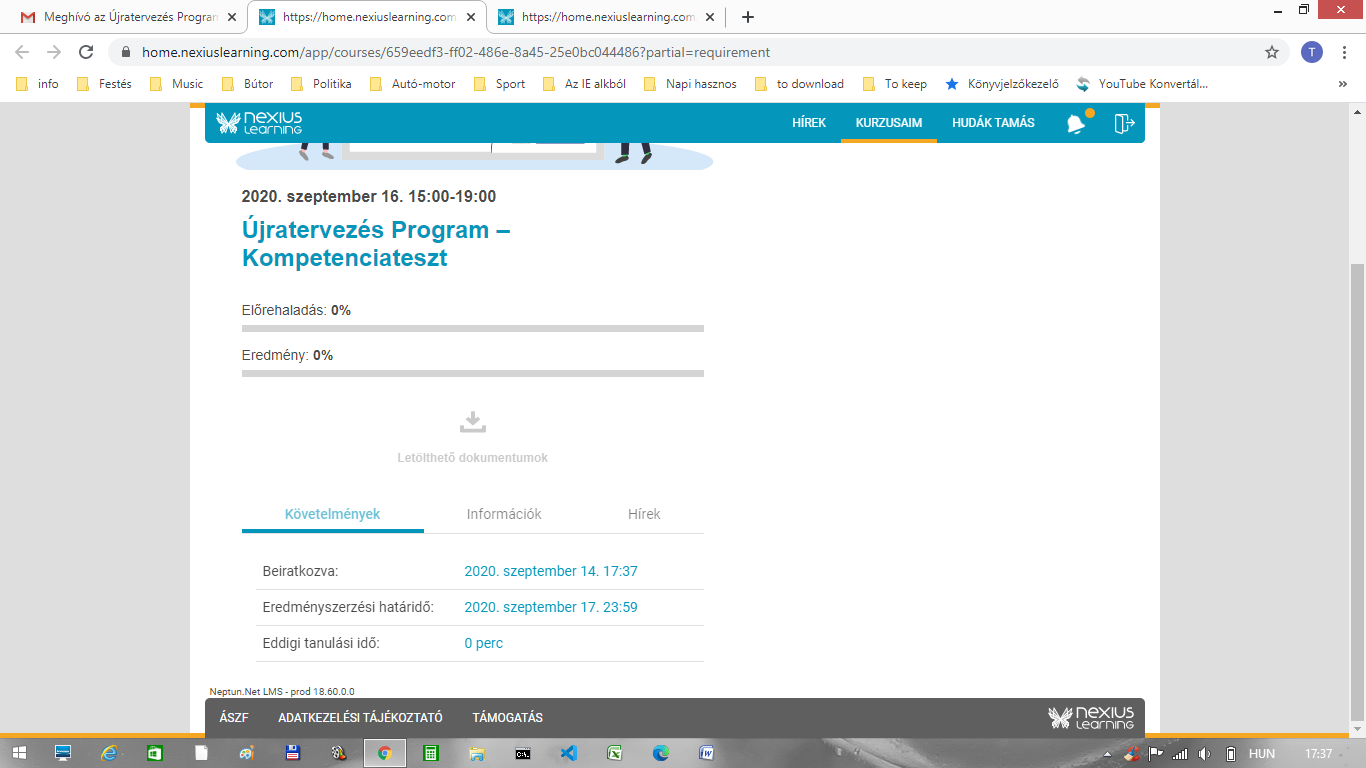 Meghívó az Újratervezés Program
https://home.nexiuslearning.com
https://home.nexiuslearning.com
home.nexiuslearning.com/app/courses/659eedf3-ff02-486e-8a45-25e0bc044486?partial=requirement
T
info
Festés
Music
Bútor
Politika
Autó-motor
Sport
Az IE alkból
Napi hasznos
to download
To keep
Könyvjelzőkezelő
YouTube Konvertál...
nexius Learning
HÍREK
KURZUSAIM
HUDÁK TAMÁS
2020. szeptember 16. 15:00-19:00
Újratervezés Program –
Kompetenciateszt
Előrehaladás: 0%
Eredmény: 0%
Letölthető dokumentumok
Követelmények
Információk
Hírek
Beiratkozva: 2020. szeptember 14. 17:37
Eredményszerzési határidő: 2020. szeptember 17. 23:59
Eddigi tanulási idő: 0 perc
Neptun.Net LMS - prod 18.60.0.0
ÁSZF
ADATKEZELÉSI TÁJÉKOZTATÓ
TÁMOGATÁS
nexius Learning
HUN
17:37